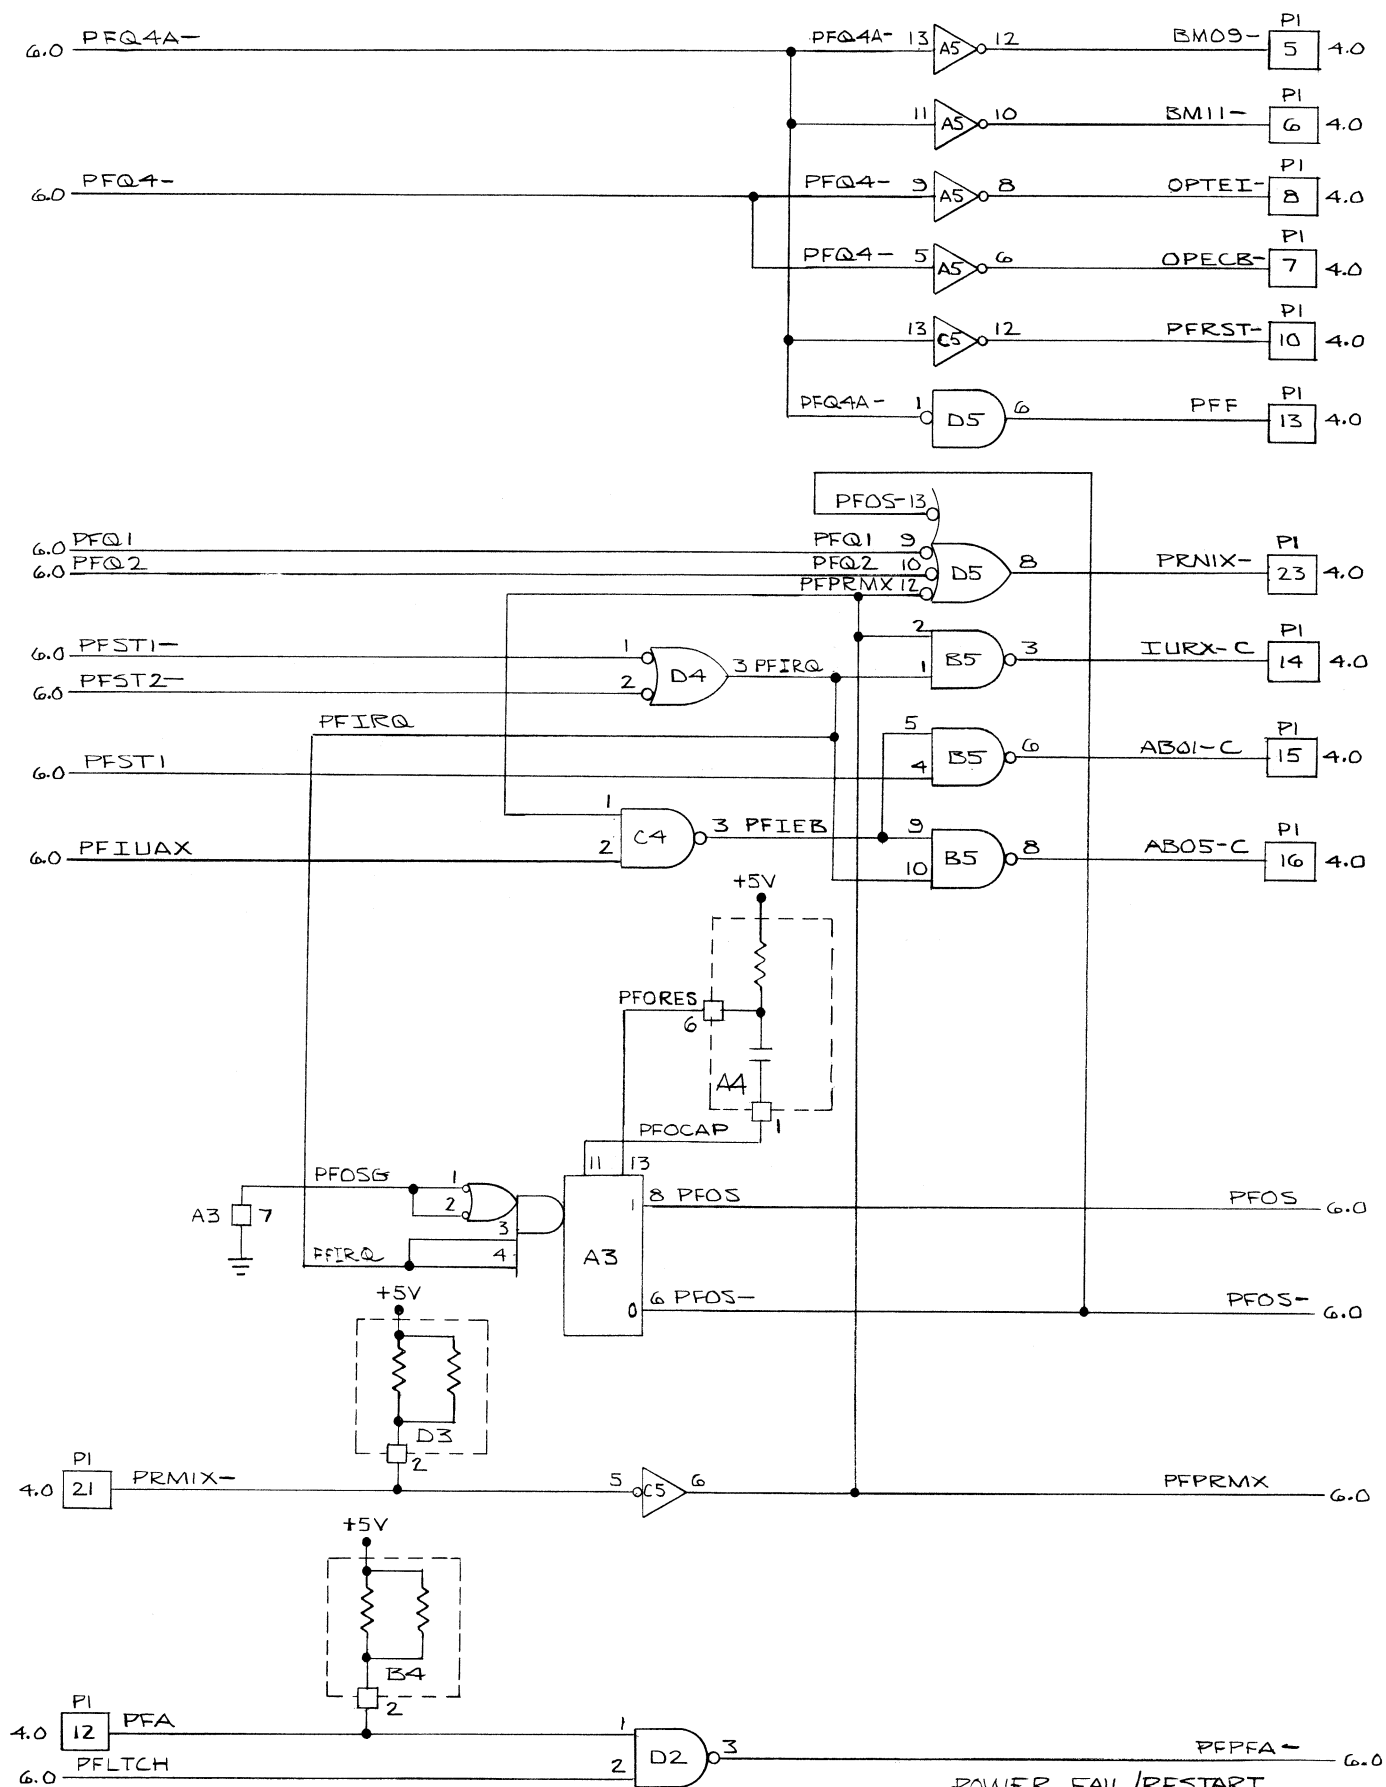 6.0 PFQ4A- PFQ4A- 13 A5 12 BM09- P1 5 4.0
11 A5 10 BM11- P1 6 4.0
6.0 PFQ4- PFQ4- 9 A5 8 OPTEI- P1 8 4.0
PFQ4- 5 A5 6 OPECB- P1 7 4.0
13 C5 12 PFRST- P1 10 4.0
PFQ4A- 1 D5 6 PFF P1 13 4.0
PFOS- 13
6.0 PFQ1 PFQ1 9
6.0 PFQ2 PFQ2 10 D5 8 PRNIX- P1 23 4.0
PFPRMX 12
6.0 PFST1- 1 2 B5 3 IURX-C P1 14 4.0
6.0 PFST2- 2 D4 3 PFIRQ 1
PFIRQ
6.0 PFST1 5 4 B5 6 AB01-C P1 15 4.0
1 C4 3 PFIEB 9 B5 8 AB05-C P1 16 4.0
6.0 PFIUAX 2 10
+5V
PFORES 6
A4
PFOCAP 1
11 13
PFOSG 1 2 1 8 PFOS PFOS 6.0
A3 7 3
PFIRQ 4 A3
+5V 0 6 PFOS- PFOS- 6.0
D3
2
P1
4.0 21 PRMIX- 5 C5 6 PFPRMX 6.0
+5V
B4
2
P1
4.0 12 PFA 1 D2 3 PFPFA- 6.0
6.0 PFLTCH 2
POWER FAIL/RESTART